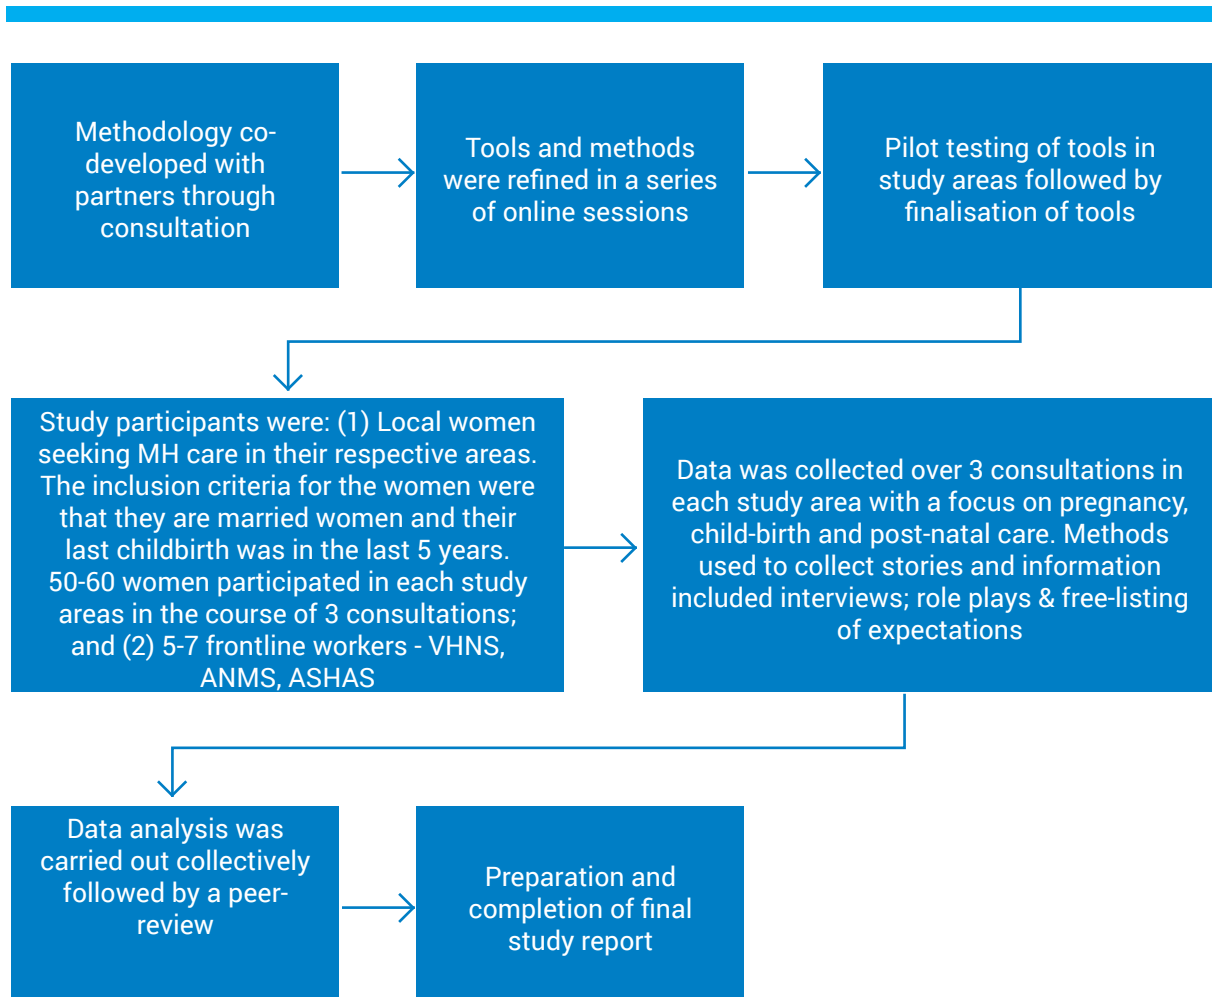 Methodology co-
developed with
partners through
consultation
Tools and methods
were refined in a series
of online sessions
Pilot testing of tools in
study areas followed by
finalisation of tools
Study participants were: (1) Local women
seeking MH care in their respective areas.
The inclusion criteria for the women were
that they are married women and their
last childbirth was in the last 5 years.
50-60 women participated in each study
areas in the course of 3 consultations;
and (2) 5-7 frontline workers - VHNS,
ANMS, ASHAS
Data was collected over 3 consultations in
each study area with a focus on pregnancy,
child-birth and post-natal care. Methods
used to collect stories and information
included interviews; role plays & free-listing
of expectations
Data analysis was
carried out collectively
followed by a peer-
review
Preparation and
completion of final
study report